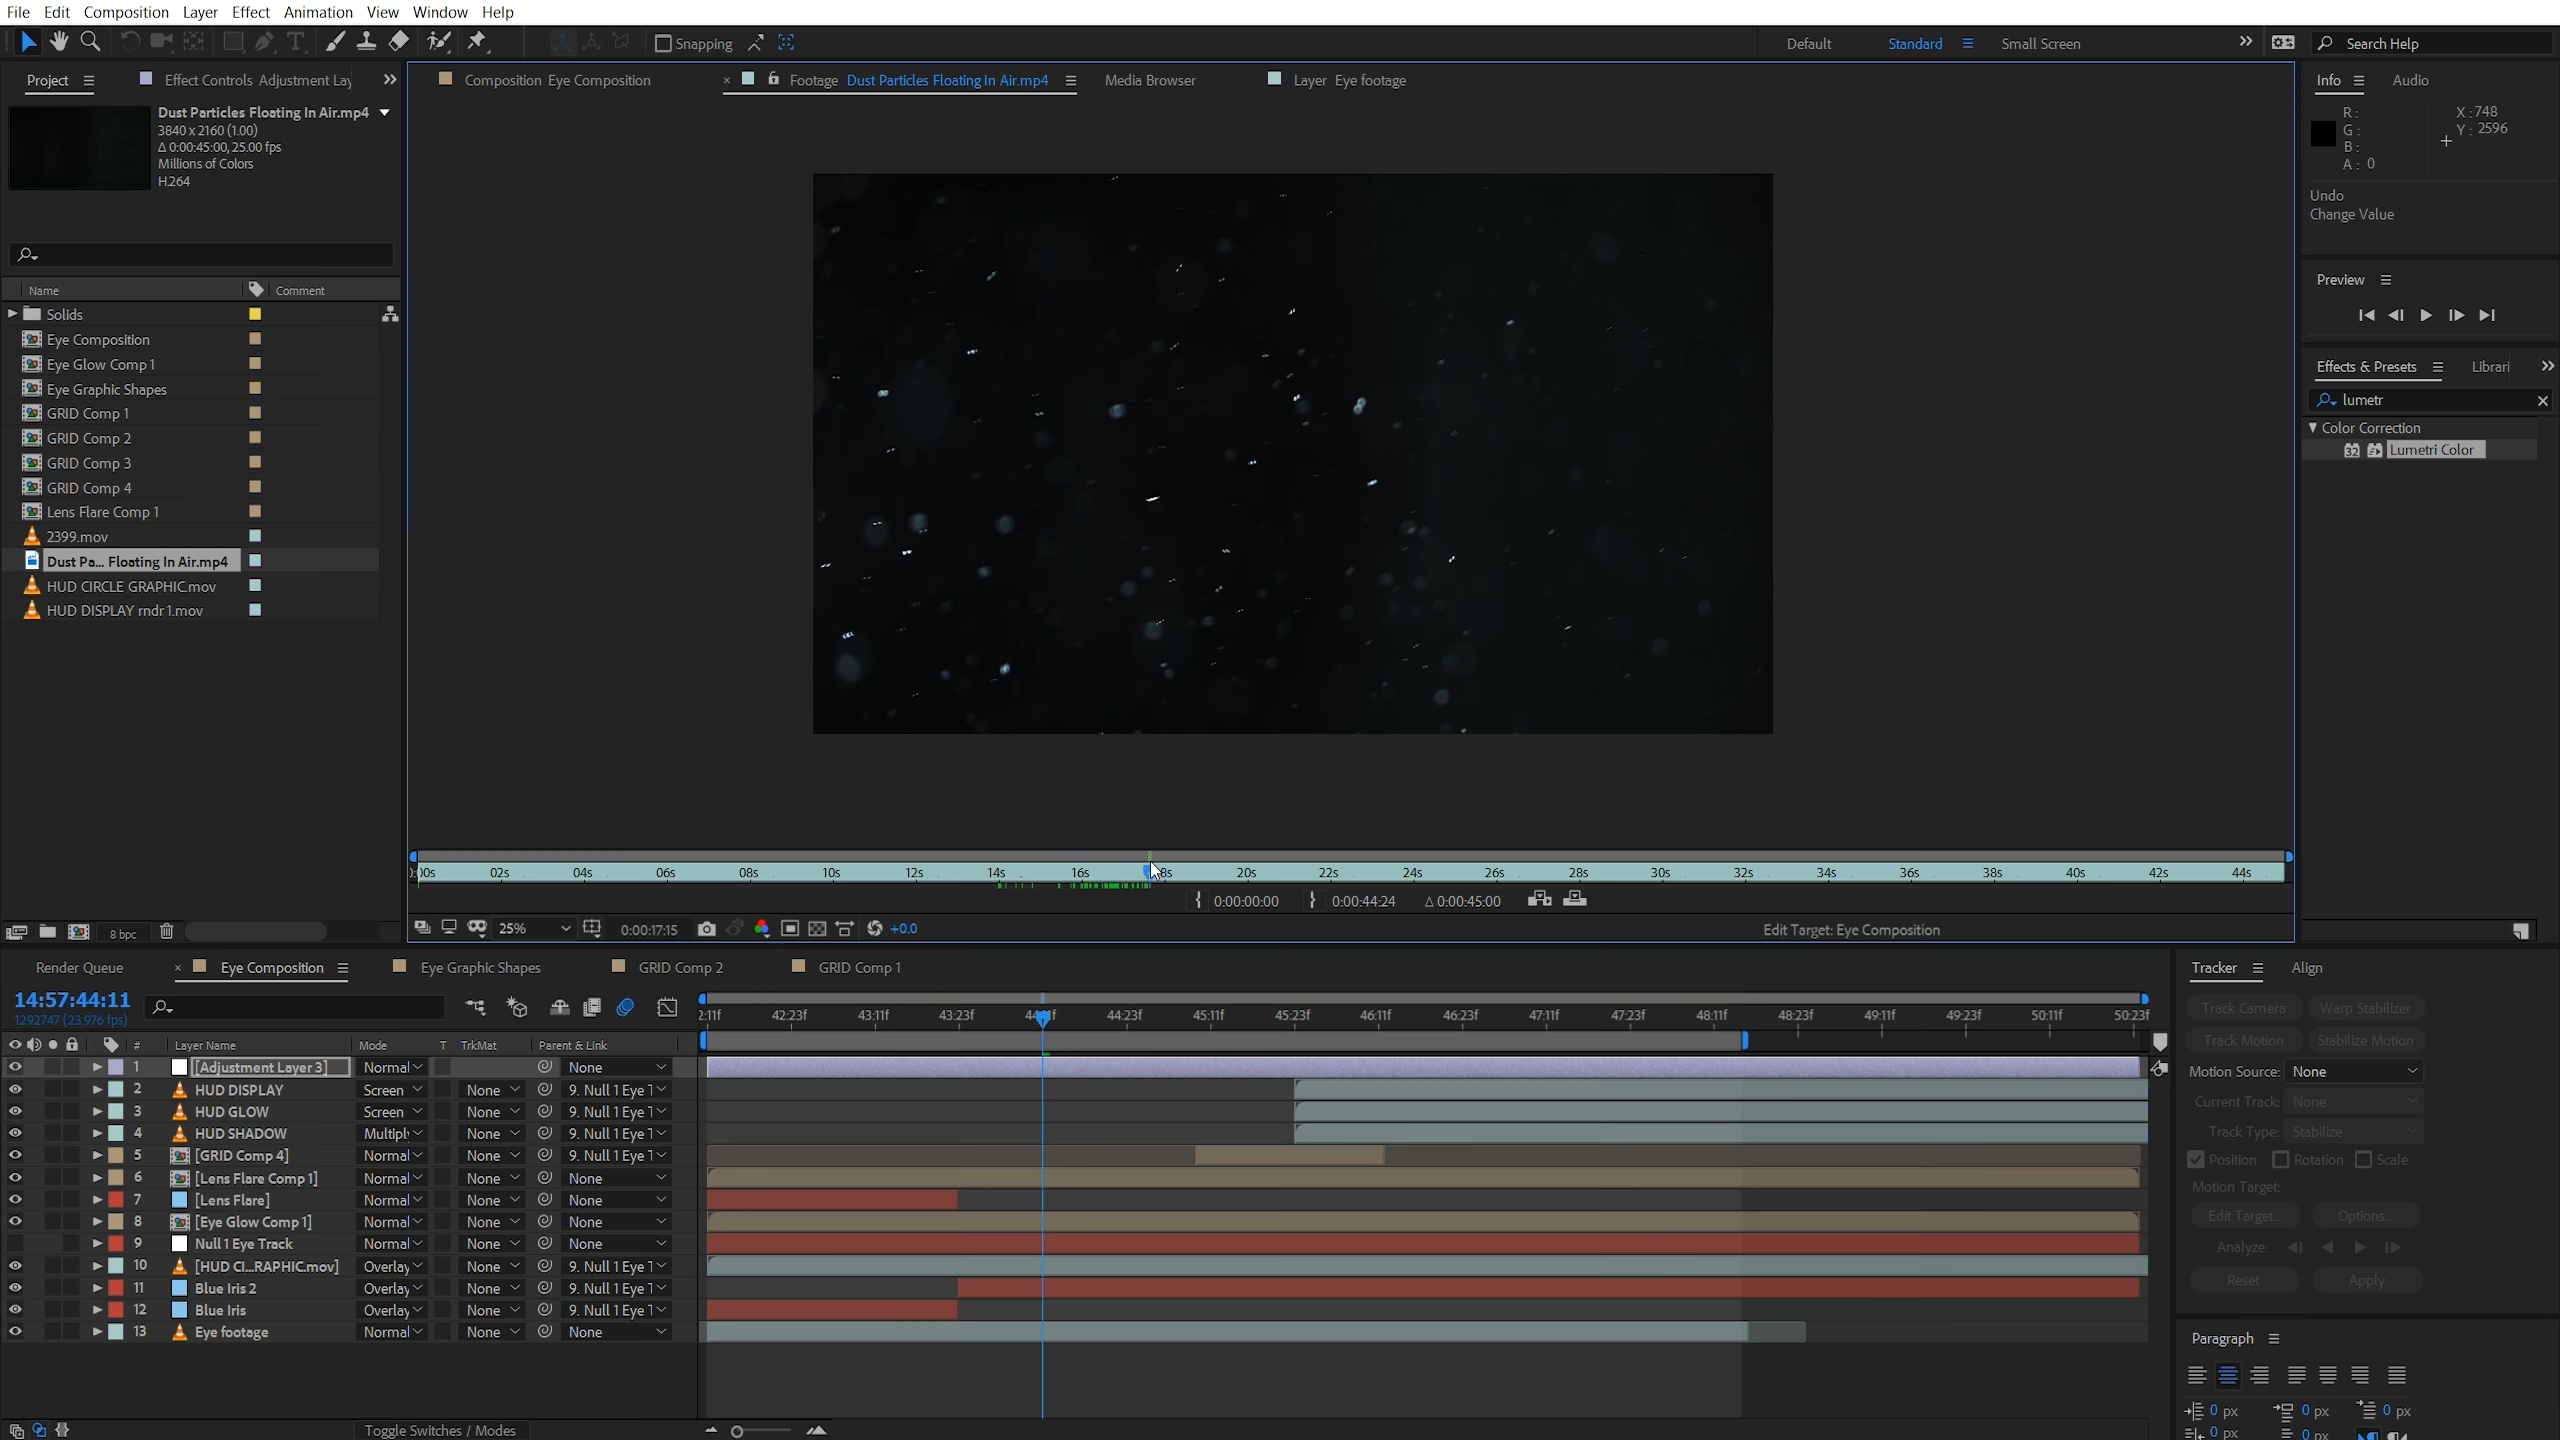 File Edit Composition Layer Effect Animation View Window Help
Snapping
Default Standard Small Screen Search Help
Project Effect Controls Adjustment Lay
Composition Eye Composition Footage Dust Particles Floating In Air.mp4 Media Browser Layer Eye footage
Info Audio
Dust Particles Floating In Air.mp4
3840 x 2160 (1.00)
Δ 0:00:45:00, 25.00 fps
Millions of Colors
H.264
R:
G:
B:
A: 0
X: 748
Y: 2596
Undo
Change Value
Preview
Effects & Presets Librari
lumetr
Color Correction
32 Lumetri Color
Name Comment
Solids
Eye Composition
Eye Glow Comp 1
Eye Graphic Shapes
GRID Comp 1
GRID Comp 2
GRID Comp 3
GRID Comp 4
Lens Flare Comp 1
2399.mov
Dust Pa... Floating In Air.mp4
HUD CIRCLE GRAPHIC.mov
HUD DISPLAY rndr 1.mov
8 bpc
):00s 02s 04s 06s 08s 10s 12s 14s 16s 8s 20s 22s 24s 26s 28s 30s 32s 34s 36s 38s 40s 42s 44s
0:00:00:00 0:00:44:24 Δ 0:00:45:00
25% 0:00:17:15 +0.0 Edit Target: Eye Composition
Render Queue Eye Composition Eye Graphic Shapes GRID Comp 2 GRID Comp 1
14:57:44:11
1292747 (23.976 fps)
2:11f 42:23f 43:11f 43:23f 44:11f 44:23f 45:11f 45:23f 46:11f 46:23f 47:11f 47:23f 48:11f 48:23f 49:11f 49:23f 50:11f 50:23f
# Layer Name Mode T TrkMat Parent & Link
1 [Adjustment Layer 3] Normal None
2 HUD DISPLAY Screen None 9. Null 1 Eye T
3 HUD GLOW Screen None 9. Null 1 Eye T
4 HUD SHADOW Multipl None 9. Null 1 Eye T
5 [GRID Comp 4] Normal None 9. Null 1 Eye T
6 [Lens Flare Comp 1] Normal None None
7 [Lens Flare] Normal None None
8 [Eye Glow Comp 1] Normal None None
9 Null 1 Eye Track Normal None None
10 [HUD CI...RAPHIC.mov] Overlay None 9. Null 1 Eye T
11 Blue Iris 2 Overlay None 9. Null 1 Eye T
12 Blue Iris Overlay None 9. Null 1 Eye T
13 Eye footage Normal None None
Toggle Switches / Modes
Tracker Align
Track Camera Warp Stabilizer
Track Motion Stabilize Motion
Motion Source: None
Current Track: None
Track Type: Stabilize
Position Rotation Scale
Motion Target:
Edit Target... Options...
Analyze:
Reset Apply
Paragraph
0 px 0 px 0 px
0 px 0 px